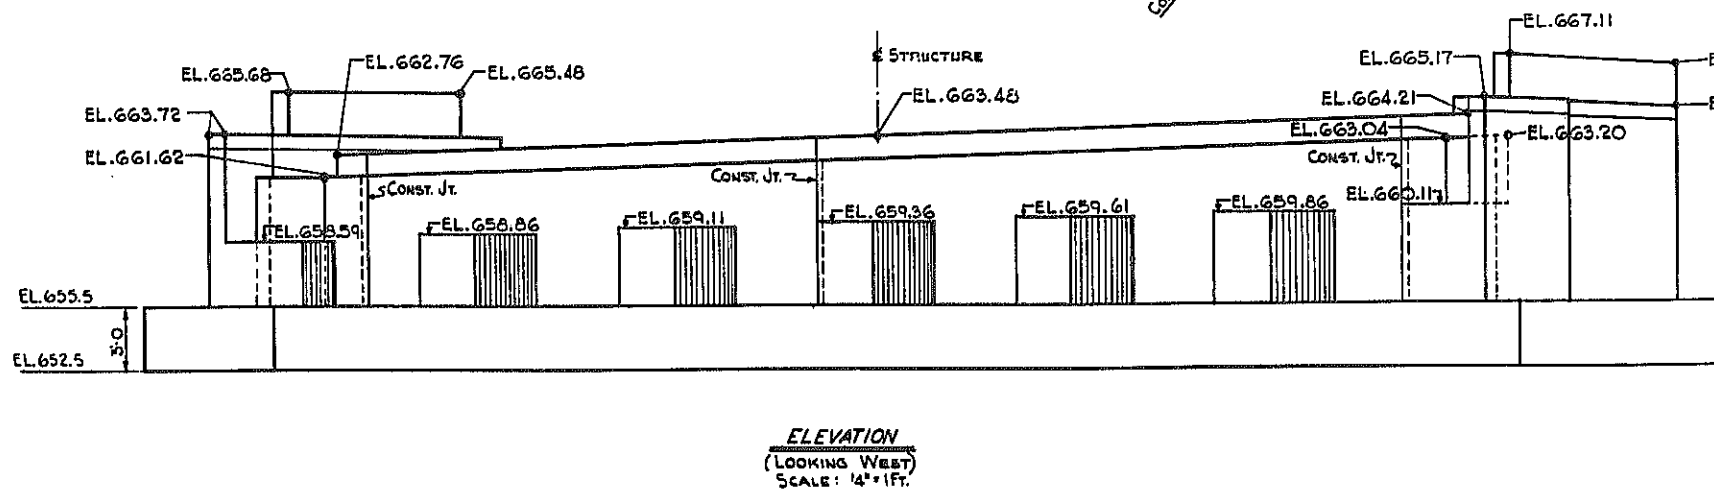 EL.667.11
EL.665.68
EL.662.76
EL.665.48
℄ STRUCTURE
EL.665.17
EL.663.72
EL.663.48
EL.664.21
EL.661.62
EL.663.04
EL.663.20
CONST. JT.
CONST. JT.
CONST. JT.
EL.660.11
EL.658.59
EL.658.86
EL.659.11
EL.659.36
EL.659.61
EL.659.86
EL.655.5
EL.652.5
ELEVATION
(LOOKING WEST)
SCALE: 1/4"=1FT.